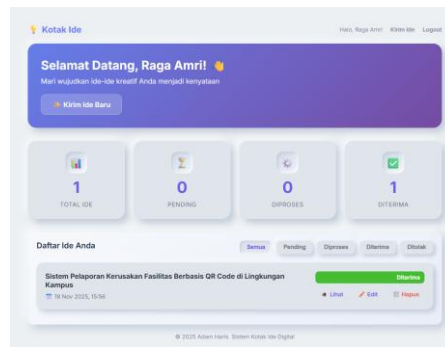 Kotak Ide
Halo, Raga Amri! Kirim Ide Logout
Selamat Datang, Raga Amri!
Mari wujudkan ide-ide kreatif Anda menjadi kenyataan
Kirim Ide Baru
1 0 0 1
TOTAL IDE PENDING DIPROSES DITERIMA
Daftar Ide Anda
Semua Pending Diproses Diterima Ditolak
Sistem Pelaporan Kerusakan Fasilitas Berbasis QR Code di Lingkungan
Kampus
Diterima
18 Nov 2025, 15:56
Lihat Edit Hapus
© 2025 Adwin Haris. Sistem Kotak Ide Digital